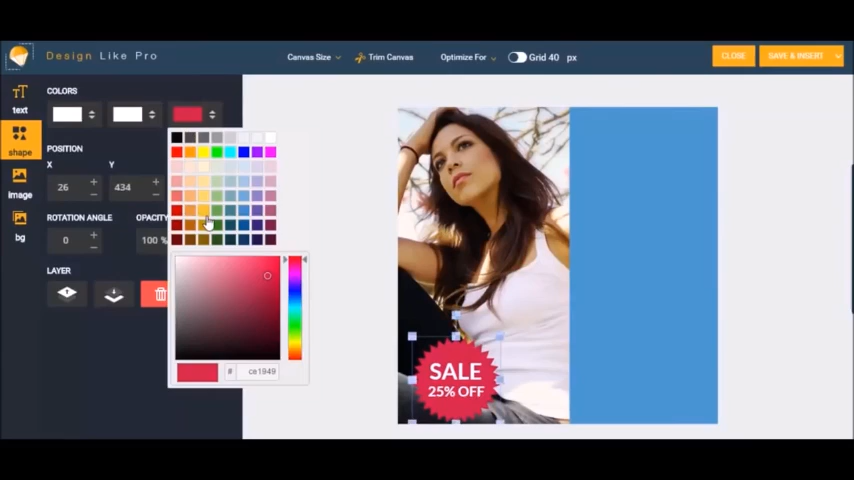 Design Like Pro
Canvas Size
Trim Canvas
Optimize For
Grid 40 px
CLOSE
SAVE & INSERT
text
shape
image
bg
COLORS
POSITION
X
Y
26
434
ROTATION ANGLE
OPACITY
0
100 %
LAYER
# ce1949
SALE
25% OFF